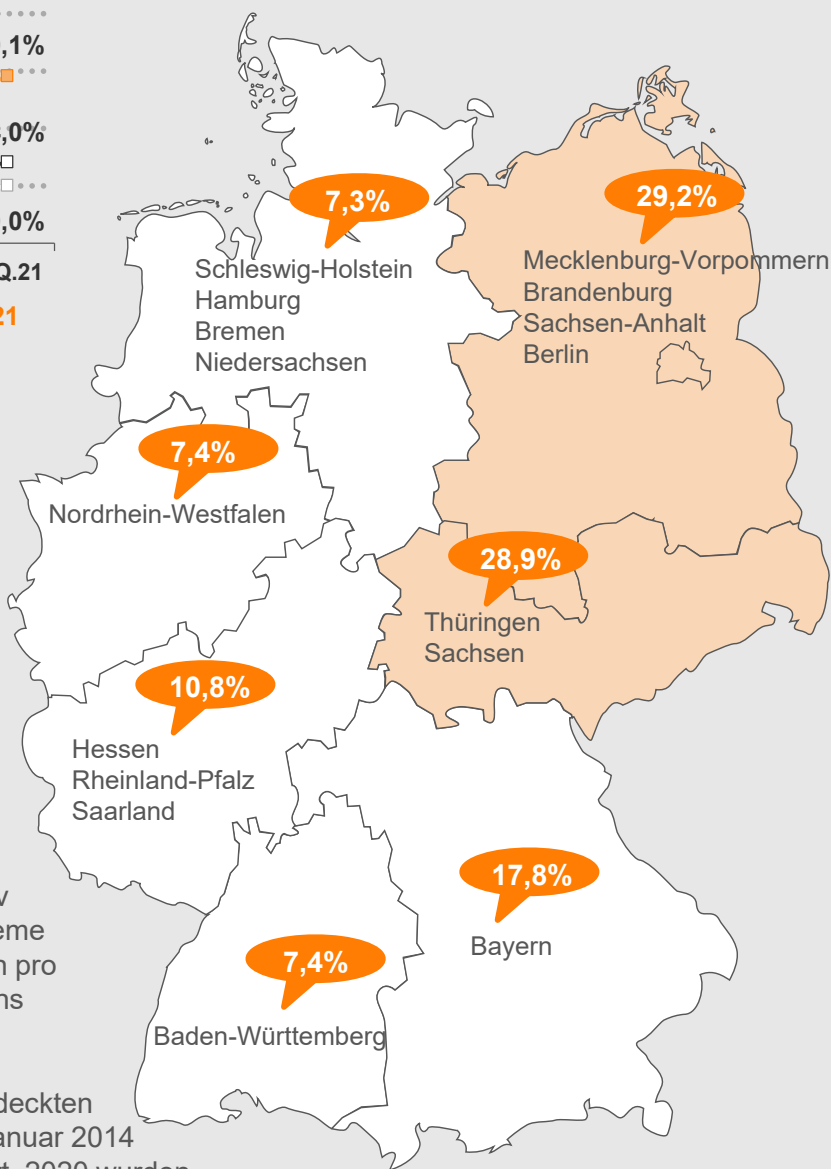 ,1%
,0%
,0%
Q.21
21
7,3%
Schleswig-Holstein
Hamburg
Bremen
Niedersachsen
29,2%
Mecklenburg-Vorpommern
Brandenburg
Sachsen-Anhalt
Berlin
7,4%
Nordrhein-Westfalen
28,9%
Thüringen
Sachsen
10,8%
Hessen
Rheinland-Pfalz
Saarland
17,8%
Bayern
7,4%
Baden-Württemberg
eme
pro
deckten
2014
2020 wurden